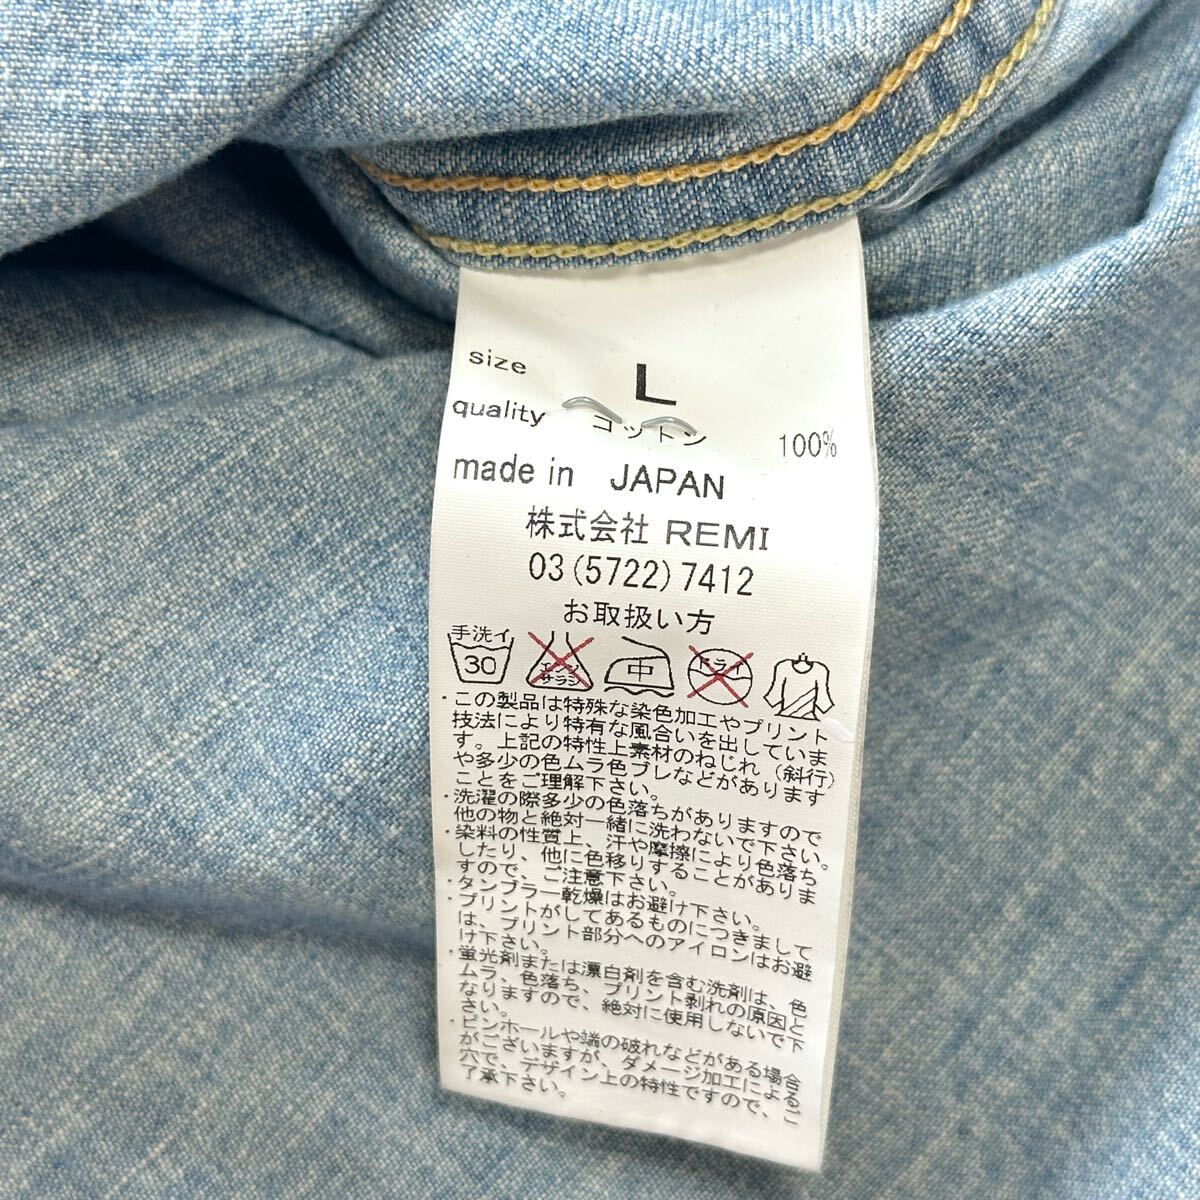 size L
quality コットン 100%
made in JAPAN
株式会社 REMI
03(5722)7412
お取扱い方
手洗イ
30
エンソ
サラシ
中
ドライ
・この製品は特殊な染色加工やプリント
技法により特有な風合いを出していま
す。上記の特性上素材のねじれ（斜行）
や多少の色ムラ色ブレなどがあります
ことをご理解下さい。
・洗濯の際多少の色落ちがありますので
他の物と絶対一緒に洗わないで下さい。
・染料の性質上、汗や摩擦により色落ち
したり、他に色移りすることがありま
すので、ご注意下さい。
・タンブラー乾燥はお避け下さい。
・プリントがしてあるものにつきまして
は、プリント部分へのアイロンはお避
け下さい。
・蛍光剤または漂白剤を含む洗剤は、色
ムラ、色落ち、プリント剥れの原因と
なりますので、絶対に使用しないで下
さい。
・ピンホールや端の破れなどがある場合
がございますが、ダメージ加工によるご
穴で、デザイン上の特性ですので、ご
了承下さい。